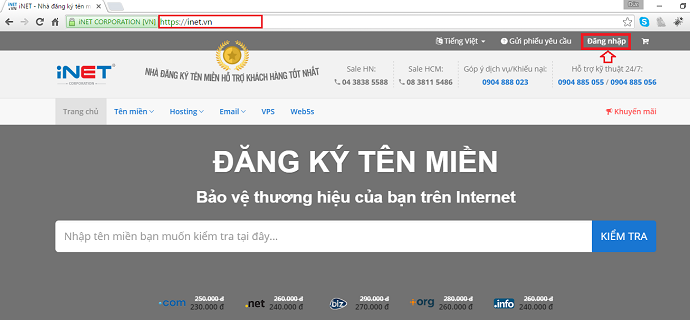 iNET - Nhà đăng ký tên m
iNET CORPORATION [VN] https://inet.vn
Tiếng Việt Gửi phiếu yêu cầu Đăng nhập
iNET
CORPORATION
NHÀ ĐĂNG KÝ TÊN MIỀN HỖ TRỢ KHÁCH HÀNG TỐT NHẤT
Sale HN: Sale HCM: Góp ý dịch vụ/Khiếu nại: Hỗ trợ kỹ thuật 24/7:
04 3838 5588 08 3811 5486 0904 888 023 0904 885 055 / 0904 885 056
Trang chủ Tên miền Hosting Email VPS Web5s Khuyến mãi
ĐĂNG KÝ TÊN MIỀN
Bảo vệ thương hiệu của bạn trên Internet
Nhập tên miền bạn muốn kiểm tra tại đây... KIỂM TRA
.com 250.000 đ .net 260.000 đ biz 290.000 đ +org 280.000 đ .info 260.000 đ
230.000 đ 240.000 đ 270.000 đ 260.000 đ 240.000 đ